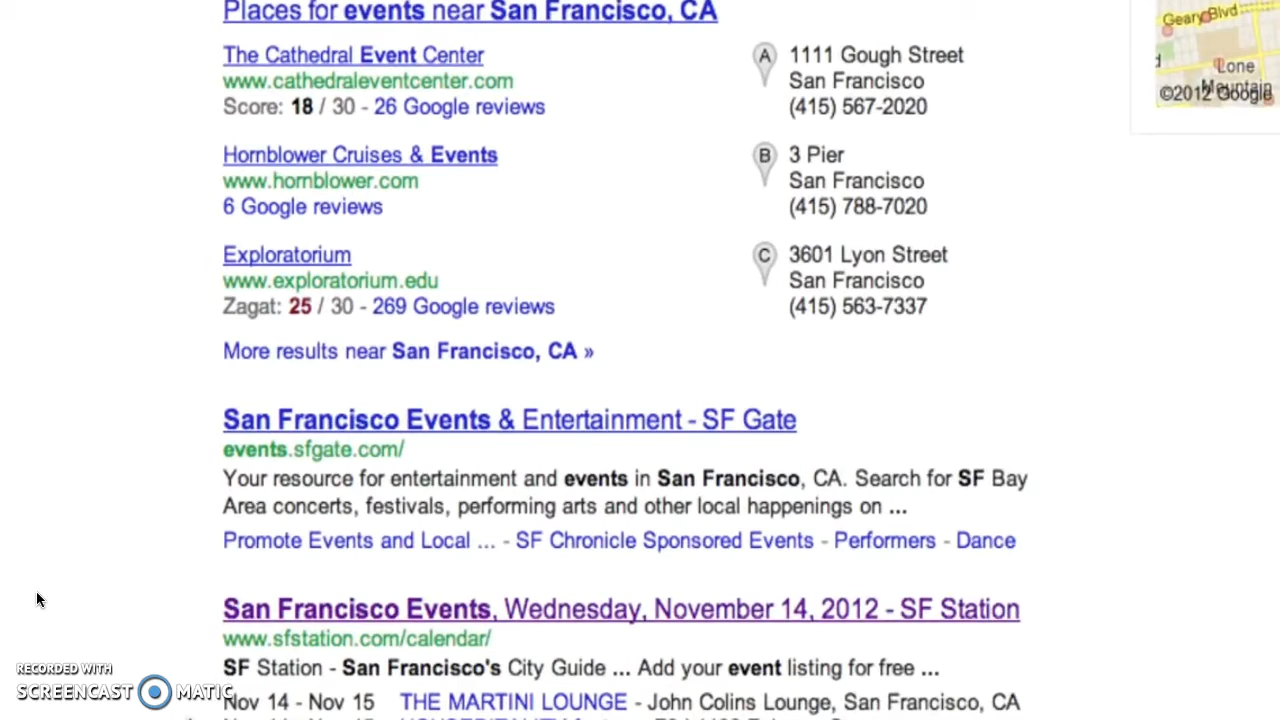 Places for events near San Francisco, CA
The Cathedral Event Center
www.cathedraleventcenter.com
Score: 18 / 30 - 26 Google reviews
A 1111 Gough Street
San Francisco
(415) 567-2020
Hornblower Cruises & Events
www.hornblower.com
6 Google reviews
B 3 Pier
San Francisco
(415) 788-7020
Exploratorium
www.exploratorium.edu
Zagat: 25 / 30 - 269 Google reviews
C 3601 Lyon Street
San Francisco
(415) 563-7337
More results near San Francisco, CA »
Geary Blvd
Lone
Mountain
©2012 Google
San Francisco Events & Entertainment - SF Gate
events.sfgate.com/
Your resource for entertainment and events in San Francisco, CA. Search for SF Bay
Area concerts, festivals, performing arts and other local happenings on ...
Promote Events and Local ... - SF Chronicle Sponsored Events - Performers - Dance
San Francisco Events, Wednesday, November 14, 2012 - SF Station
www.sfstation.com/calendar/
SF Station - San Francisco's City Guide ... Add your event listing for free ...
Nov 14 - Nov 15 THE MARTINI LOUNGE - John Colins Lounge, San Francisco, CA
RECORDED WITH
SCREENCAST MATIC